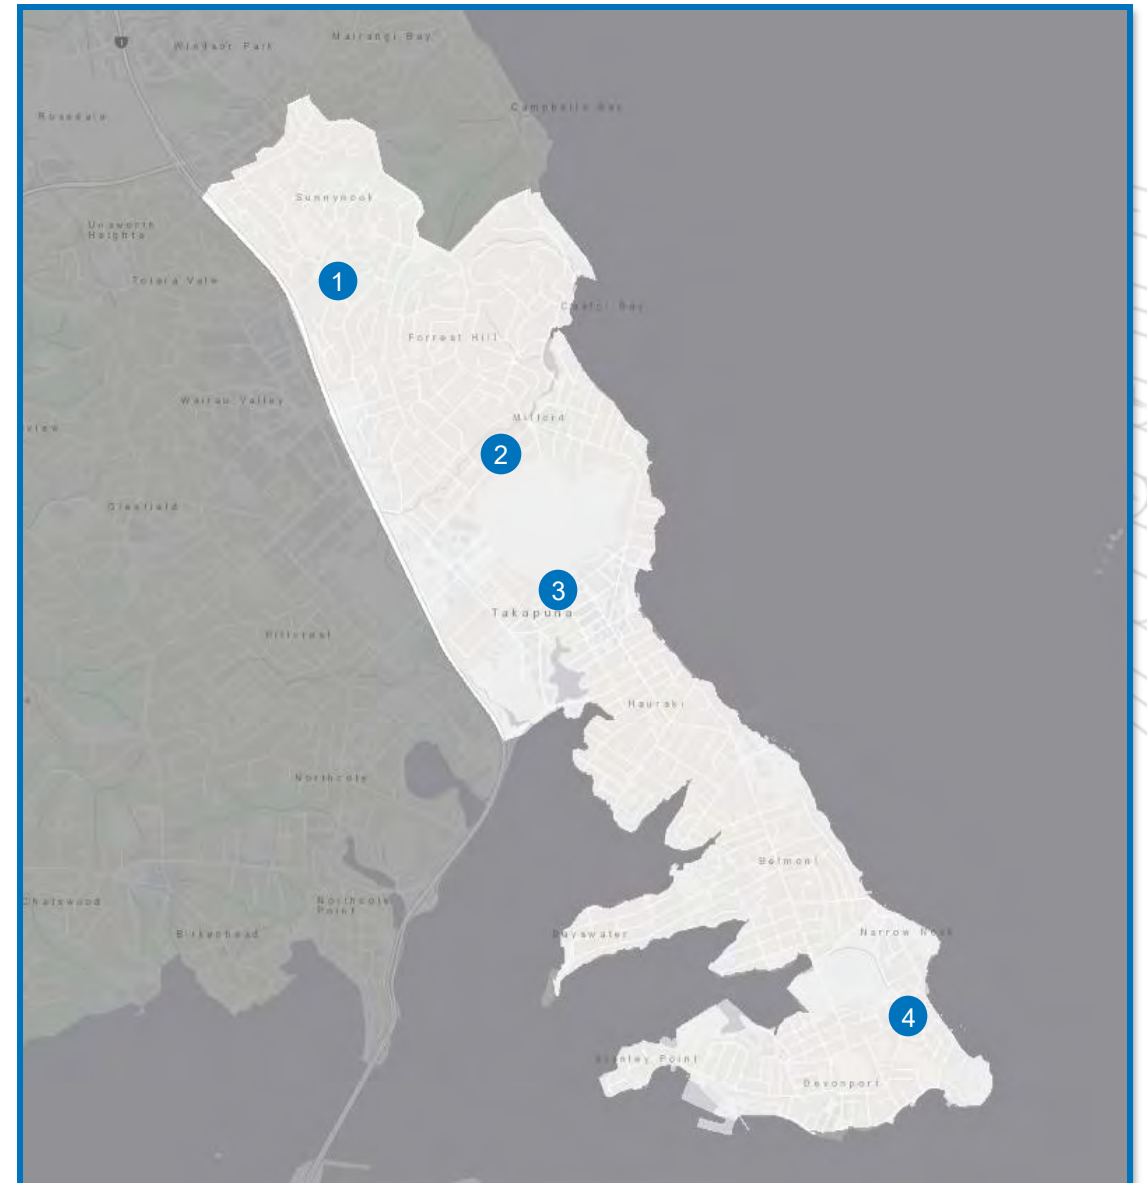 Mairangi Bay
1
Windsor Park
Campbells Bay
Rosedale
Sunnynook
Unsworth
Heights
Totara Vale
1
Castor Bay
Forrest Hill
Wairau Valley
Milford
view
2
Glenfield
3
Takapuna
Hillcrest
Hauraki
Northcote
Belmont
Chatswood
Northcote
Point
Birkenhead
Bayswater
Narrow Neck
4
Stanley Point
Devonport